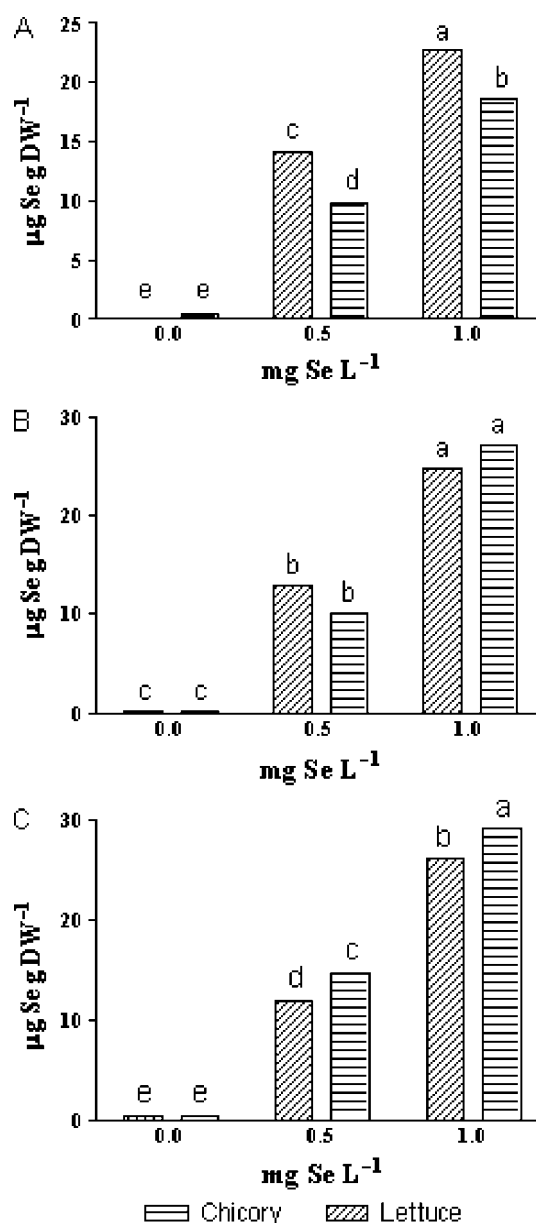 A
25
20
15
10
5
0
µg Se g DW⁻¹
e e c d a b
0.0 0.5 1.0
mg Se L⁻¹
B
30
20
10
0
µg Se g DW⁻¹
c c b b a a
0.0 0.5 1.0
mg Se L⁻¹
C
30
20
10
0
µg Se g DW⁻¹
e e d c b a
0.0 0.5 1.0
mg Se L⁻¹
Chicory Lettuce